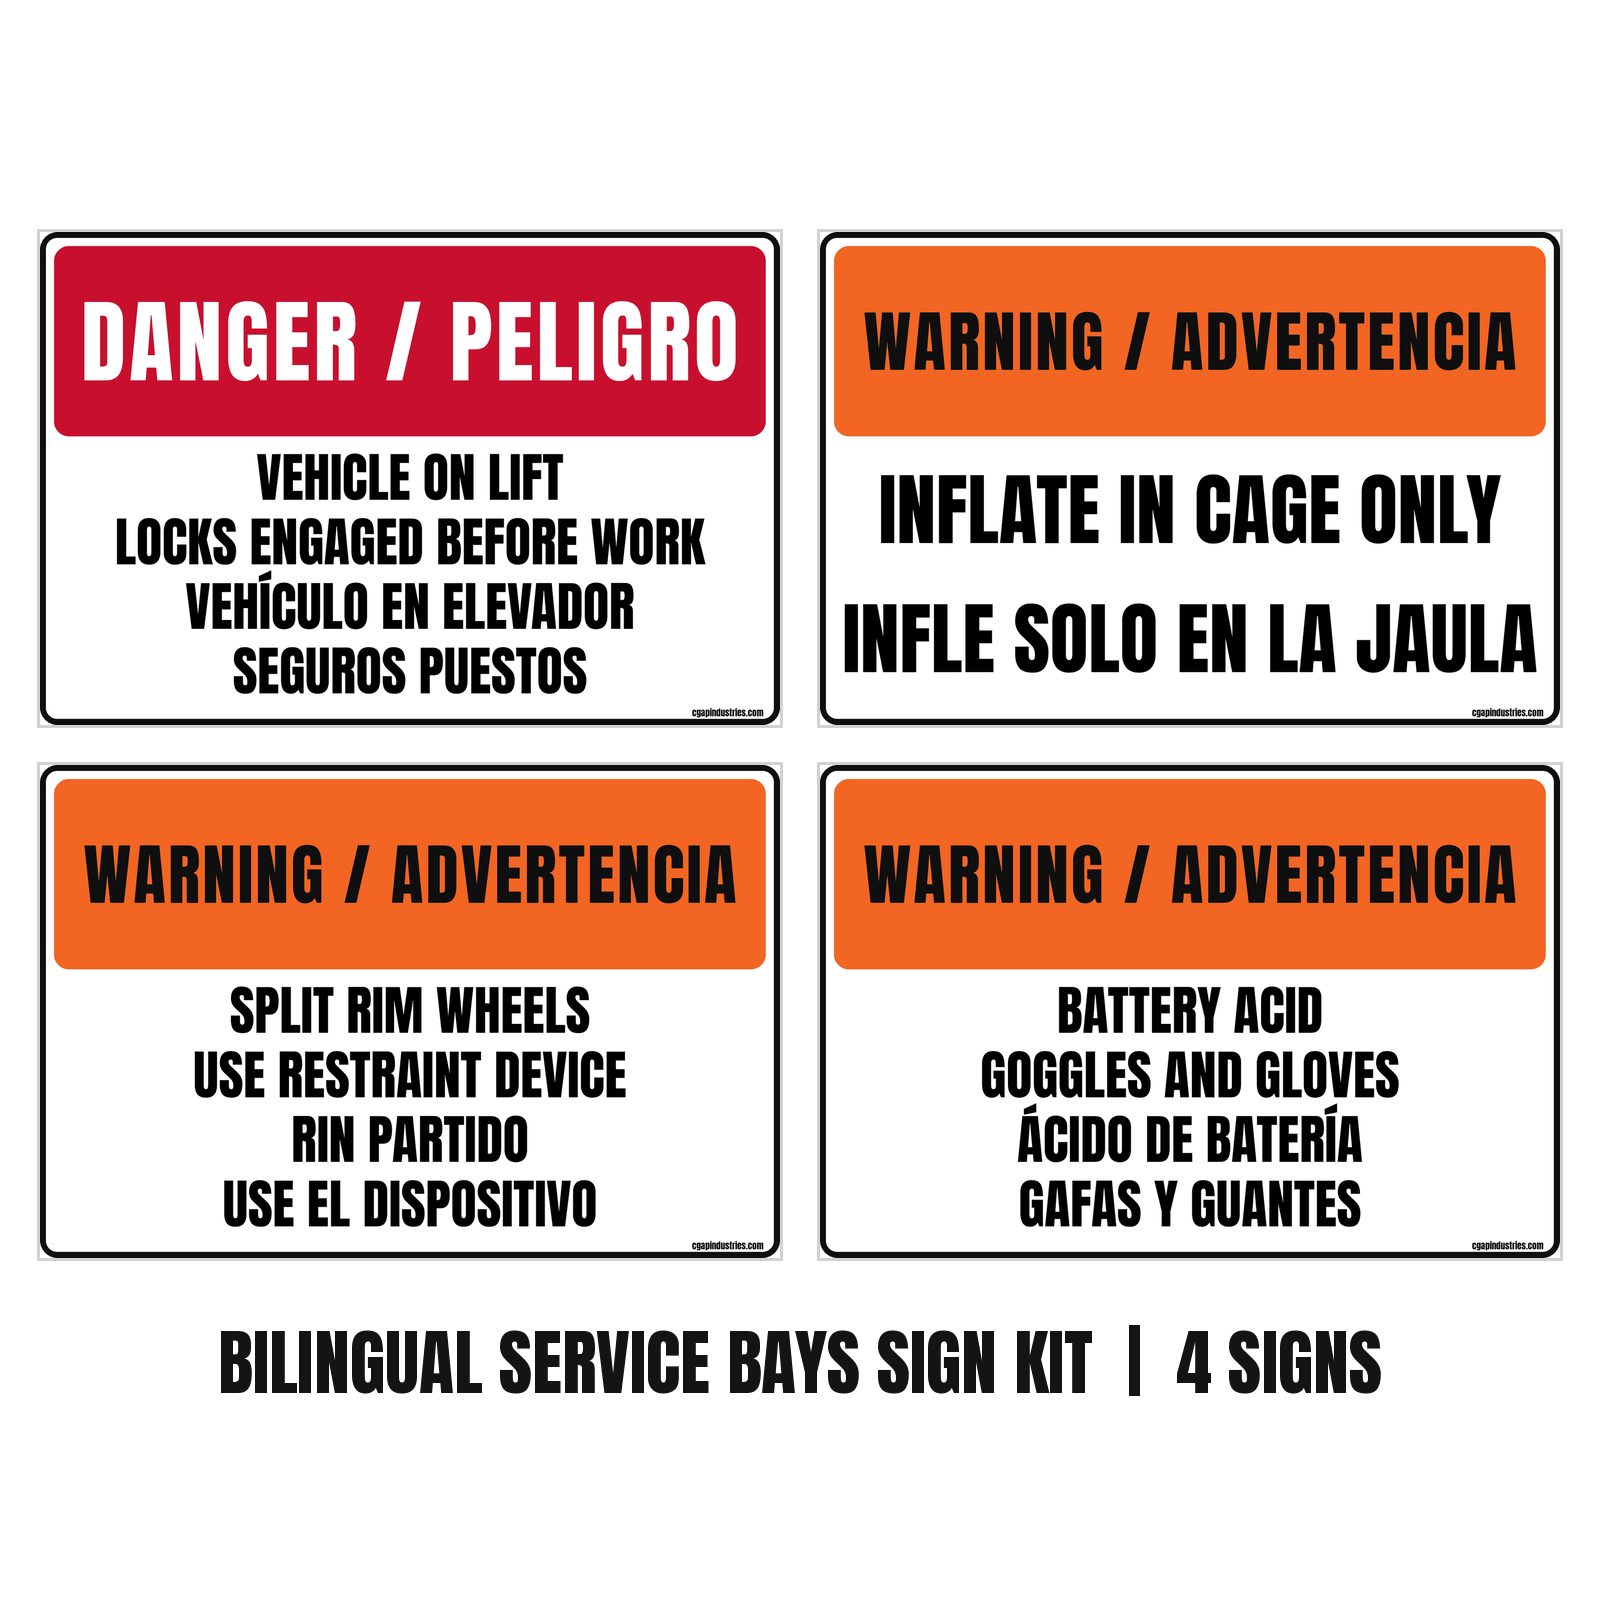 DANGER / PELIGRO
VEHICLE ON LIFT
LOCKS ENGAGED BEFORE WORK
VEHÍCULO EN ELEVADOR
SEGUROS PUESTOS
cgapindustries.com
WARNING / ADVERTENCIA
INFLATE IN CAGE ONLY
INFLE SOLO EN LA JAULA
cgapindustries.com
WARNING / ADVERTENCIA
SPLIT RIM WHEELS
USE RESTRAINT DEVICE
RIN PARTIDO
USE EL DISPOSITIVO
cgapindustries.com
WARNING / ADVERTENCIA
BATTERY ACID
GOGGLES AND GLOVES
ÁCIDO DE BATERÍA
GAFAS Y GUANTES
cgapindustries.com
BILINGUAL SERVICE BAYS SIGN KIT | 4 SIGNS